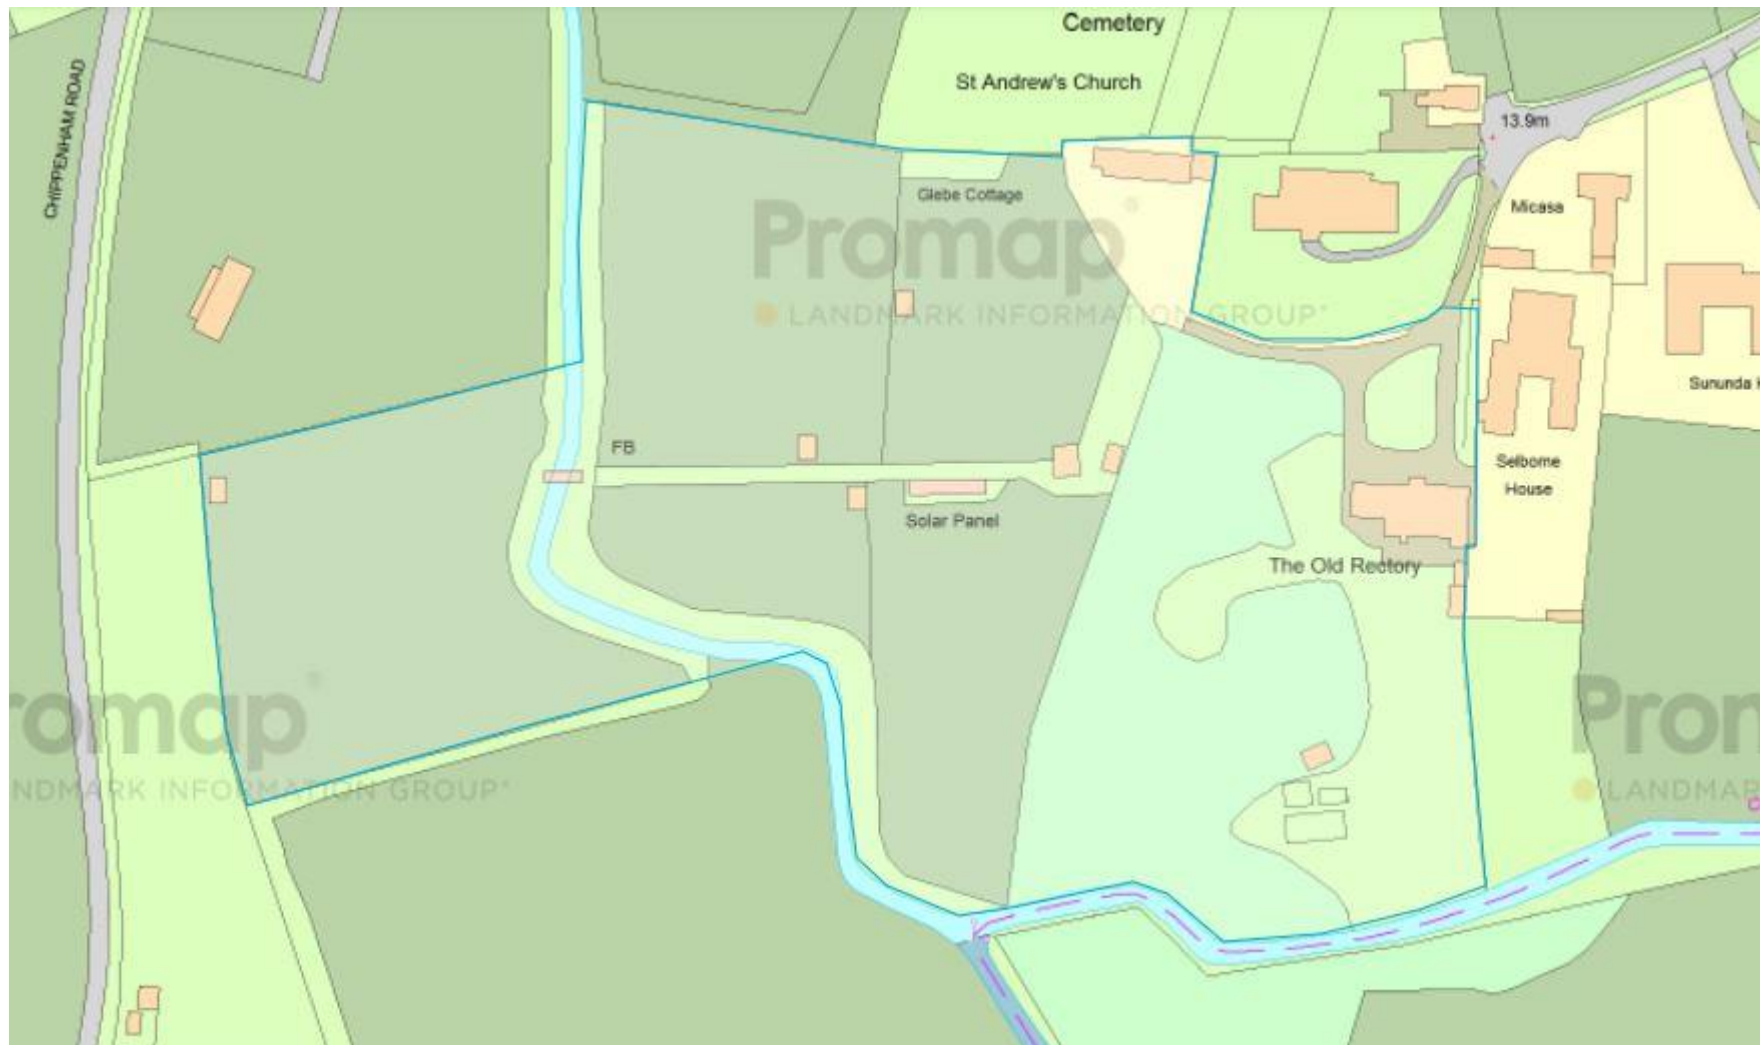 Cemetery
St Andrew's Church
CHIPPENHAM ROAD
13.9m
Glebe Cottage
Micasa
Promap
LANDMARK INFORMATION GROUP
Sununda
FB
Selborne
House
Solar Panel
The Old Rectory
romap
NDMARK INFORMATION GROUP
Pron
LANDMAR